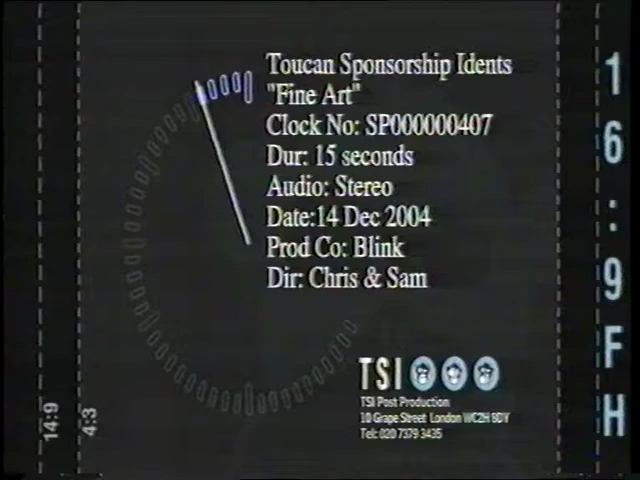 Toucan Sponsorship Idents
"Fine Art"
Clock No: SP000000407
Dur: 15 seconds
Audio: Stereo
Date:14 Dec 2004
Prod Co: Blink
Dir: Chris & Sam
TSI
TSI Post Production
10 Grape Street London WC2H 8DY
Tel: 020 7379 3435
14:9
4:3
16:9FH